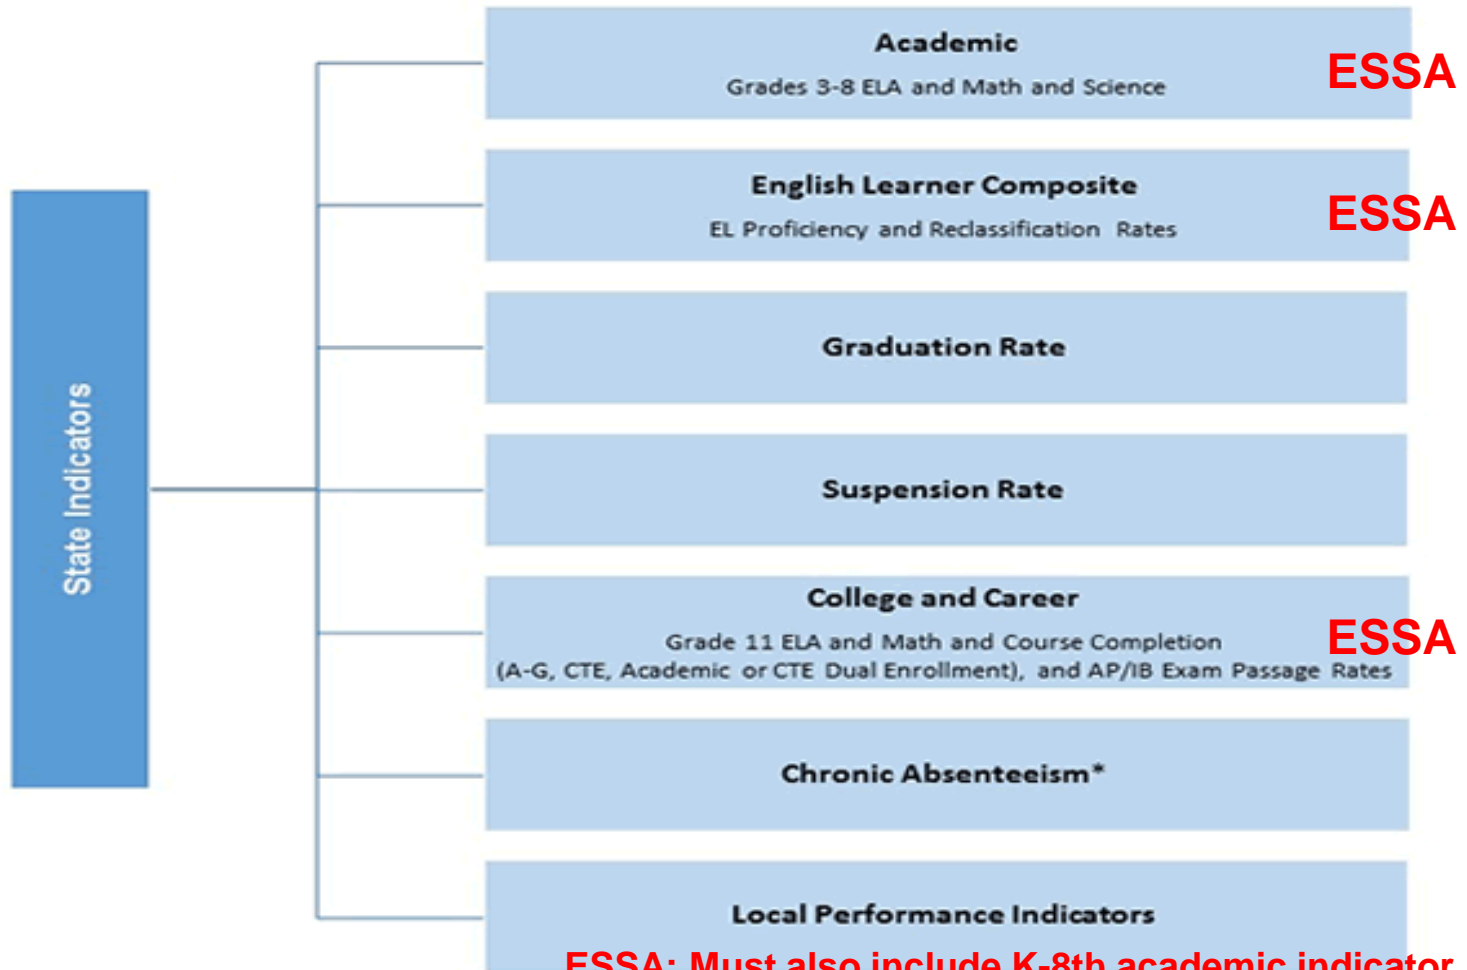 State Indicators
Academic
Grades 3-8 ELA and Math and Science
ESSA
English Learner Composite
EL Proficiency and Reclassification Rates
ESSA
Graduation Rate
Suspension Rate
College and Career
Grade 11 ELA and Math and Course Completion
(A-G, CTE, Academic or CTE Dual Enrollment), and AP/IB Exam Passage Rates
ESSA
Chronic Absenteeism*
Local Performance Indicators
ESSA: Must also include K-8th academic indicator